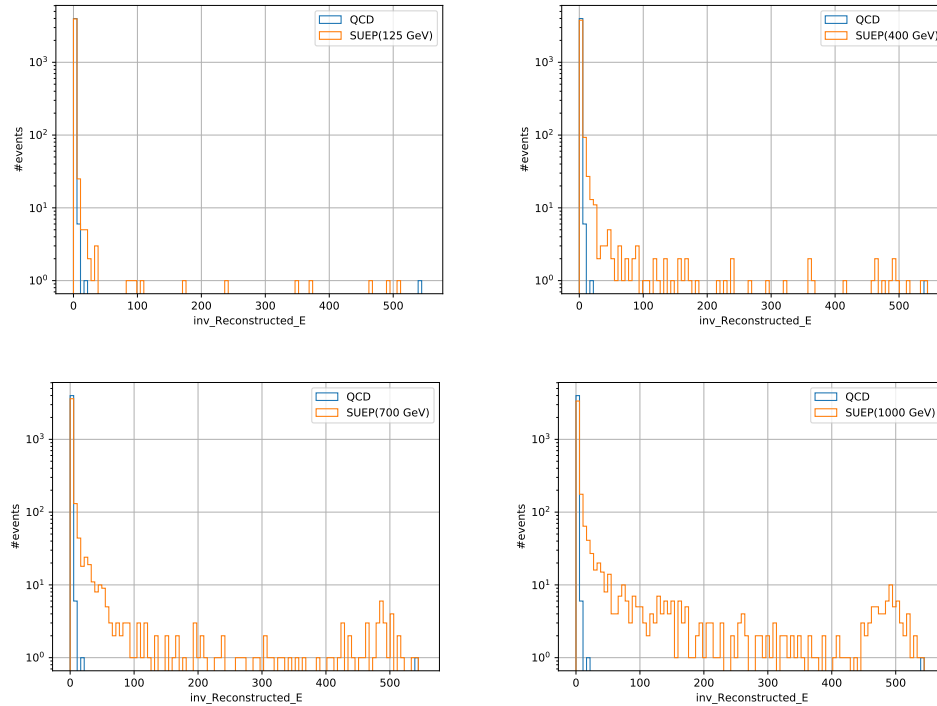 QCD
SUEP(125 GeV)
10³
10²
10¹
10⁰
#events
0 100 200 300 400 500
inv_Reconstructed_E
QCD
SUEP(400 GeV)
10³
10²
10¹
10⁰
#events
0 100 200 300 400 500
inv_Reconstructed_E
QCD
SUEP(700 GeV)
10³
10²
10¹
10⁰
#events
0 100 200 300 400 500
inv_Reconstructed_E
QCD
SUEP(1000 GeV)
10³
10²
10¹
10⁰
#events
0 100 200 300 400 500
inv_Reconstructed_E